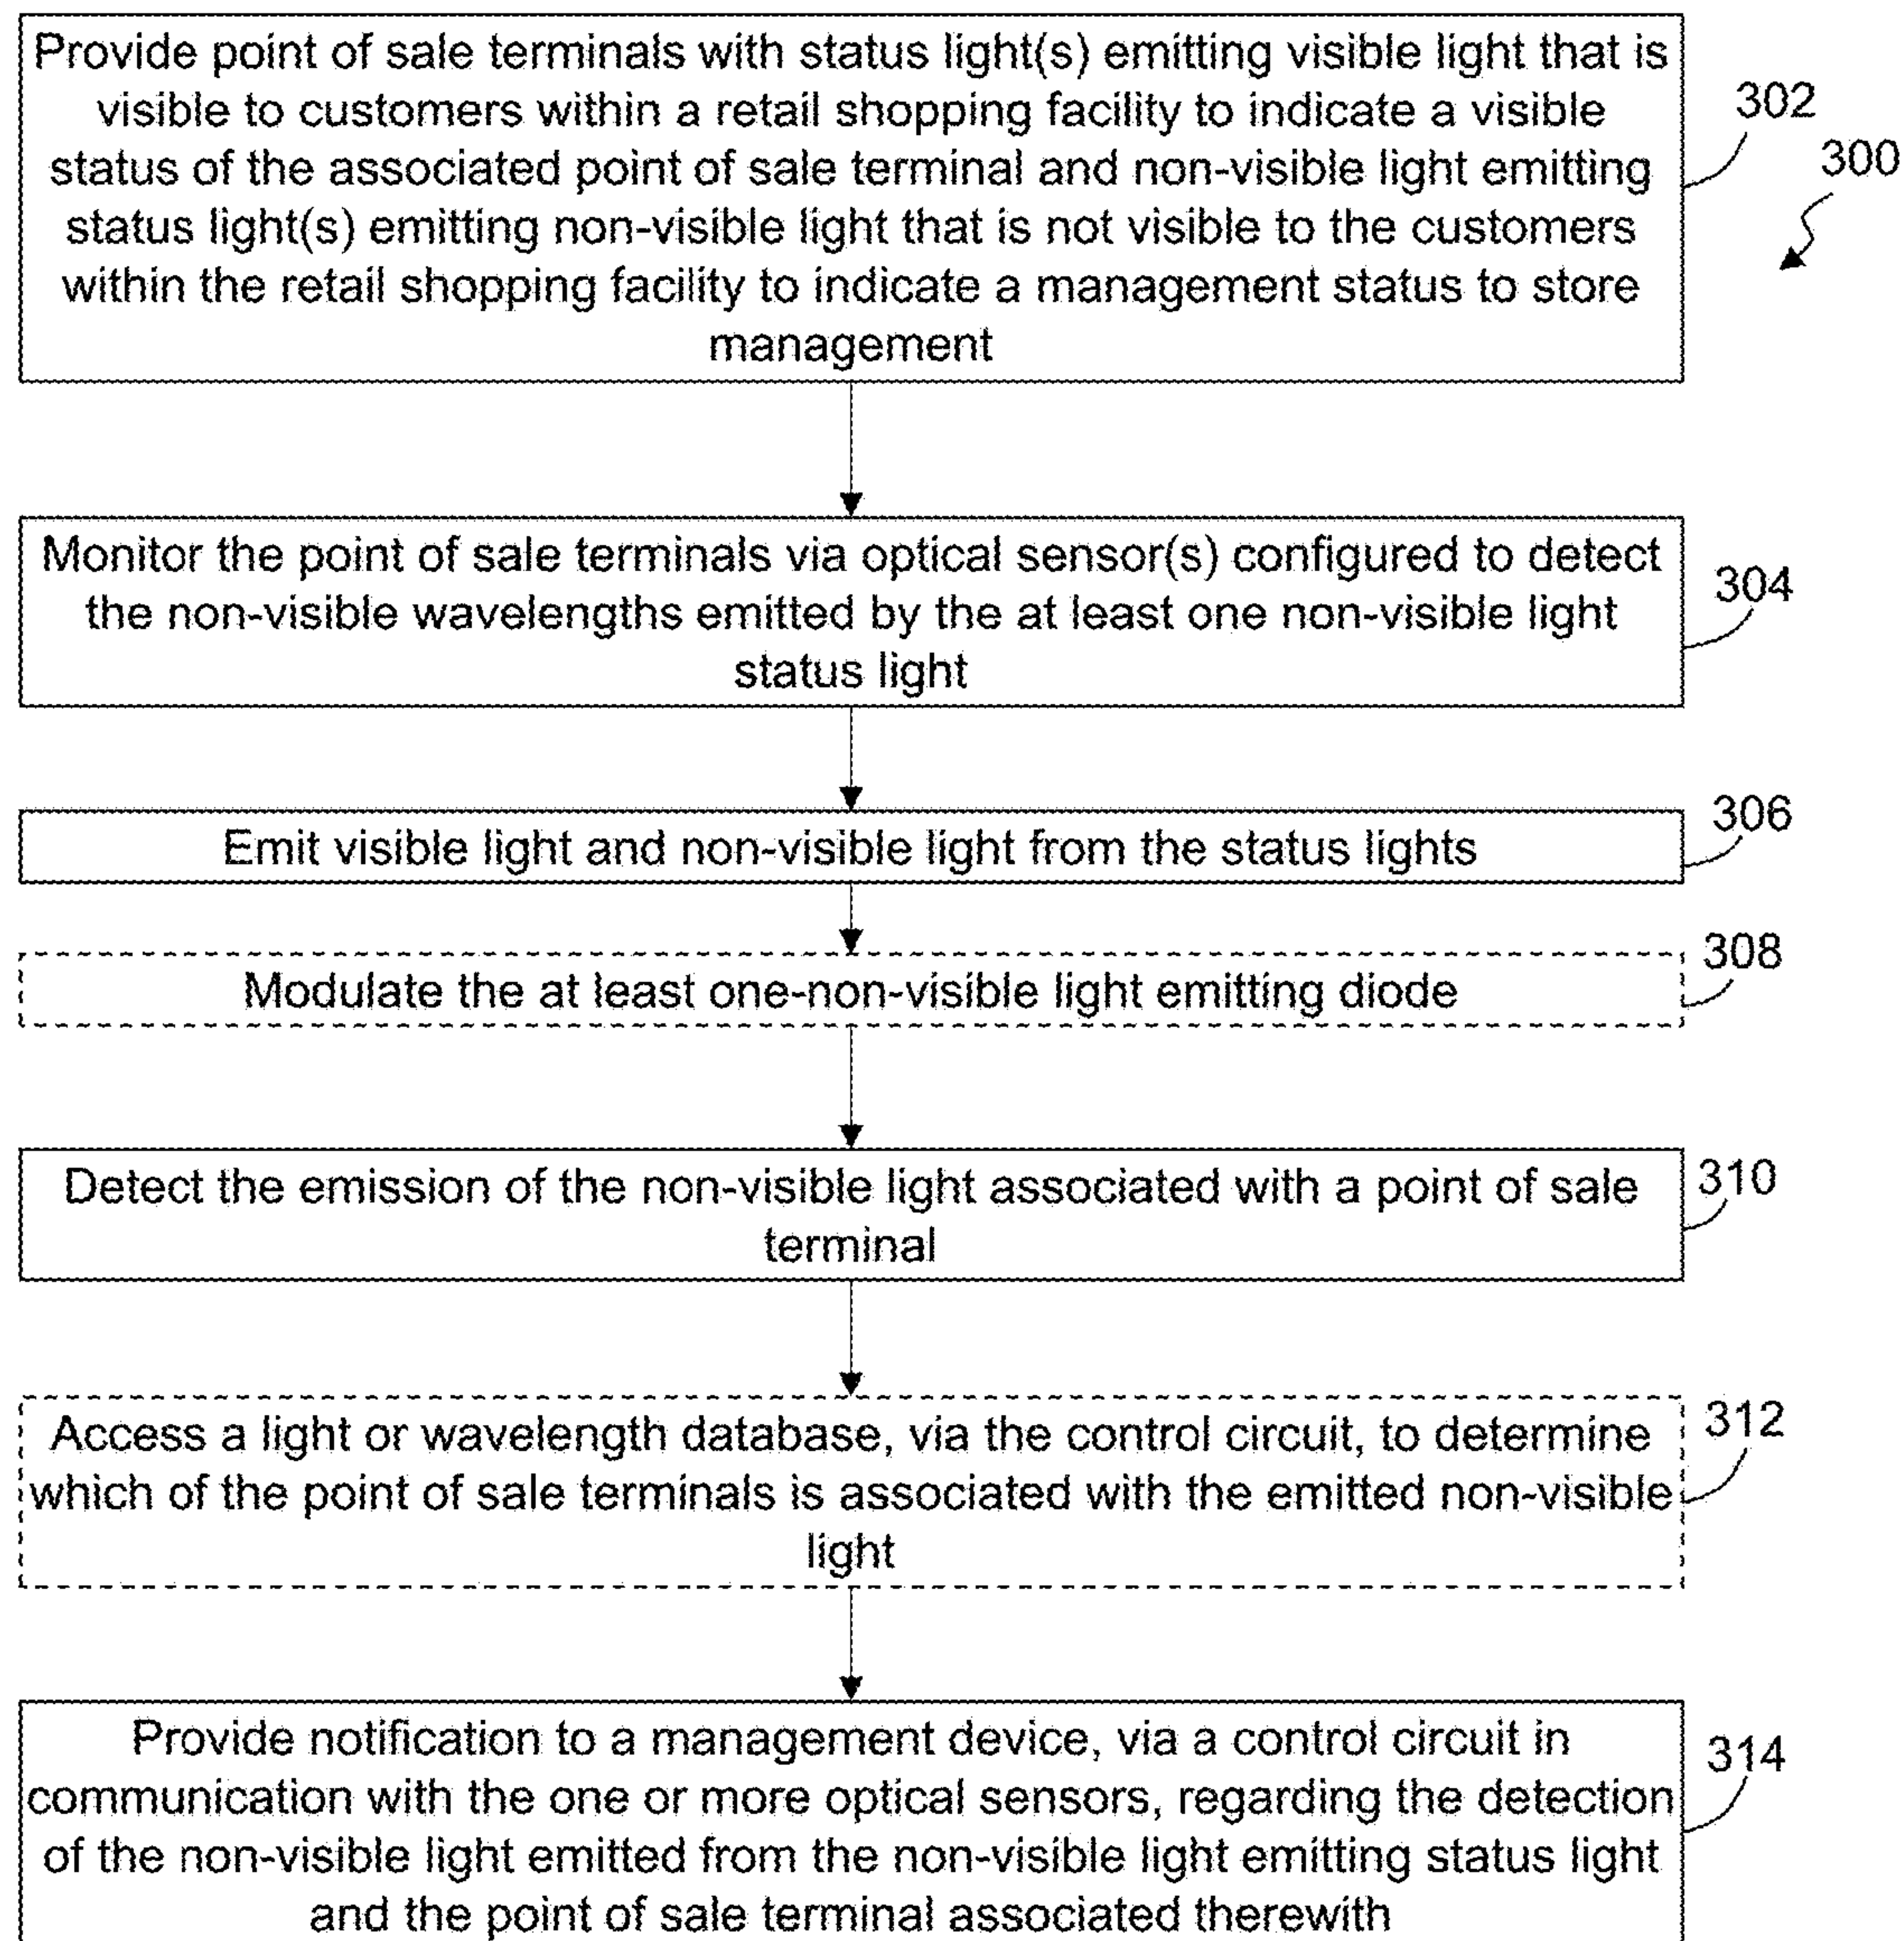 Provide point of sale terminals with status light(s) emitting visible light that is
visible to customers within a retail shopping facility to indicate a visible
status of the associated point of sale terminal and non-visible light emitting
status light(s) emitting non-visible light that is not visible to the customers
within the retail shopping facility to indicate a management status to store
management
302
300
Monitor the point of sale terminals via optical sensor(s) configured to detect
the non-visible wavelengths emitted by the at least one non-visible light
status light
304
Emit visible light and non-visible light from the status lights
306
Modulate the at least one-non-visible light emitting diode
308
Detect the emission of the non-visible light associated with a point of sale
terminal
310
Access a light or wavelength database, via the control circuit, to determine
which of the point of sale terminals is associated with the emitted non-visible
light
312
Provide notification to a management device, via a control circuit in
communication with the one or more optical sensors, regarding the detection
of the non-visible light emitted from the non-visible light emitting status light
and the point of sale terminal associated therewith
314